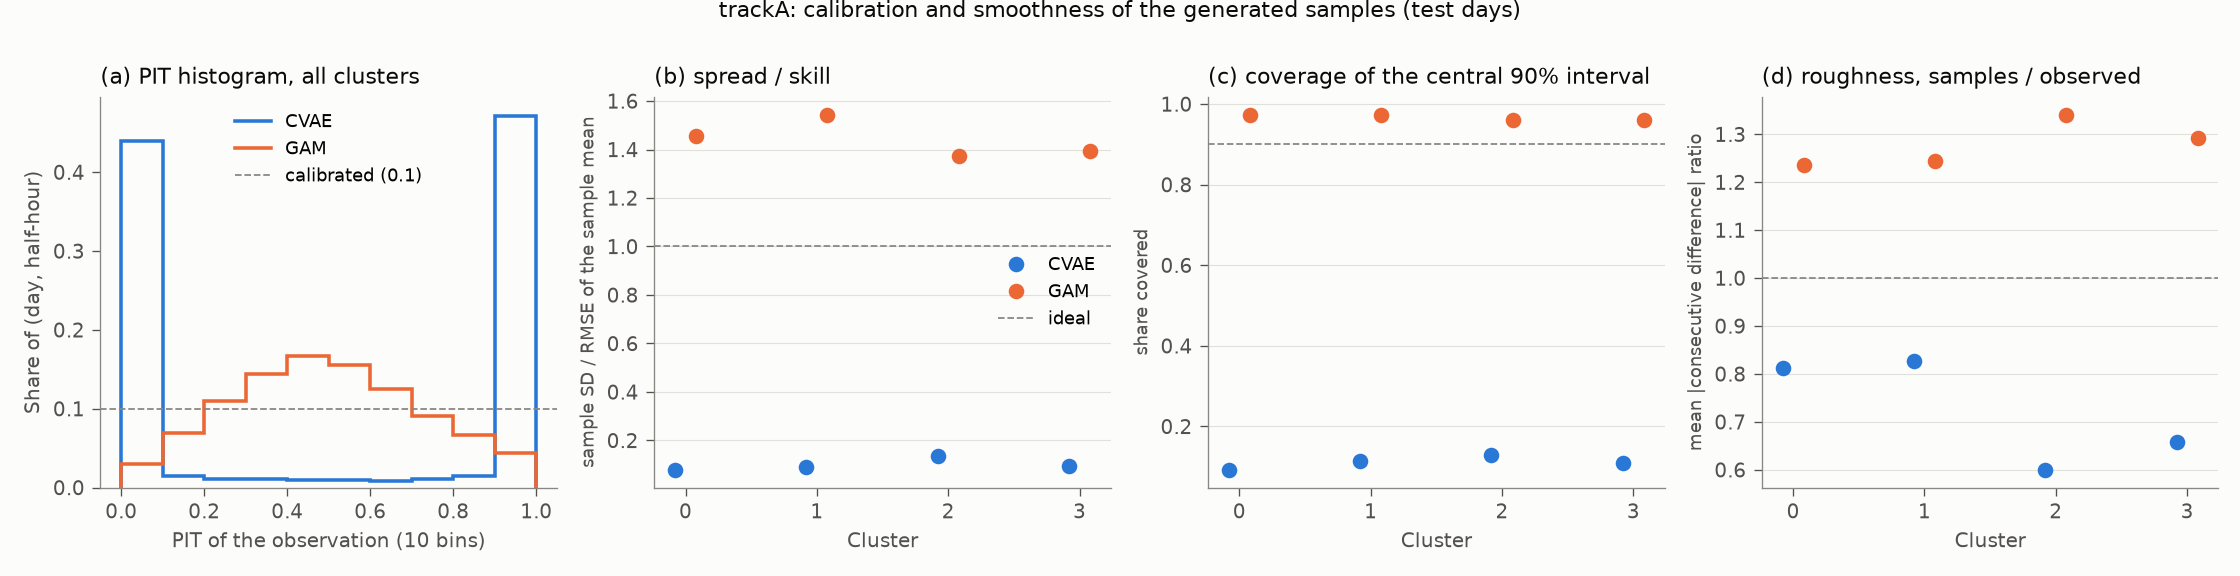 trackA: calibration and smoothness of the generated samples (test days)
(a) PIT histogram, all clusters
Share of (day, half-hour)
0.4
0.3
0.2
0.1
0.0
CVAE
GAM
calibrated (0.1)
0.0 0.2 0.4 0.6 0.8 1.0
PIT of the observation (10 bins)
(b) spread / skill
sample SD / RMSE of the sample mean
1.6
1.4
1.2
1.0
0.8
0.6
0.4
0.2
CVAE
GAM
ideal
0 1 2 3
Cluster
(c) coverage of the central 90% interval
share covered
1.0
0.8
0.6
0.4
0.2
0 1 2 3
Cluster
(d) roughness, samples / observed
mean |consecutive difference| ratio
1.3
1.2
1.1
1.0
0.9
0.8
0.7
0.6
0 1 2 3
Cluster